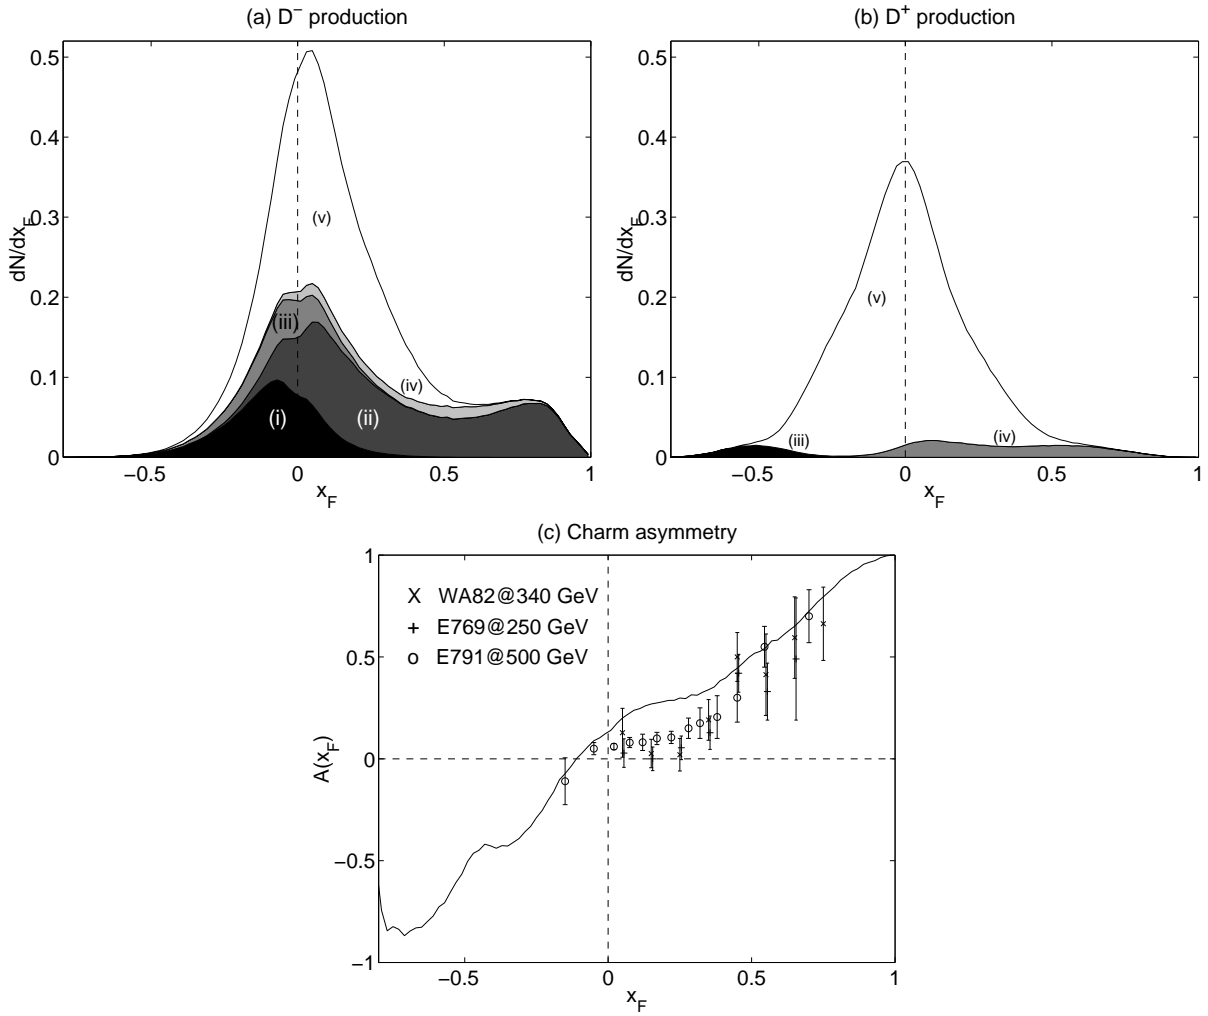 (a) D⁻ production
(b) D⁺ production
dN/dx_F
0.5
0.4
0.3
0.2
0.1
0
(v)
(iii)
(iv)
(i)
(ii)
−0.5
0
0.5
1
x_F
dN/dx_F
0.5
0.4
0.3
0.2
0.1
0
(v)
(iii)
(iv)
−0.5
0
0.5
1
x_F
(c) Charm asymmetry
A(x_F)
1
0.5
0
−0.5
−1
X WA82@340 GeV
+ E769@250 GeV
o E791@500 GeV
−0.5
0
0.5
1
x_F